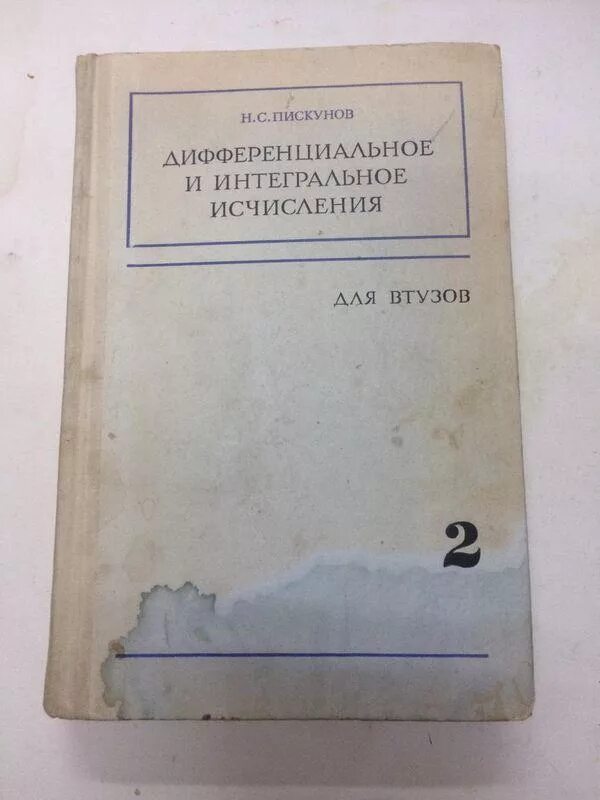 Н.С.ПИСКУНОВ
ДИФФЕРЕНЦИАЛЬНОЕ
И ИНТЕГРАЛЬНОЕ
ИСЧИСЛЕНИЯ
ДЛЯ ВТУЗОВ
2